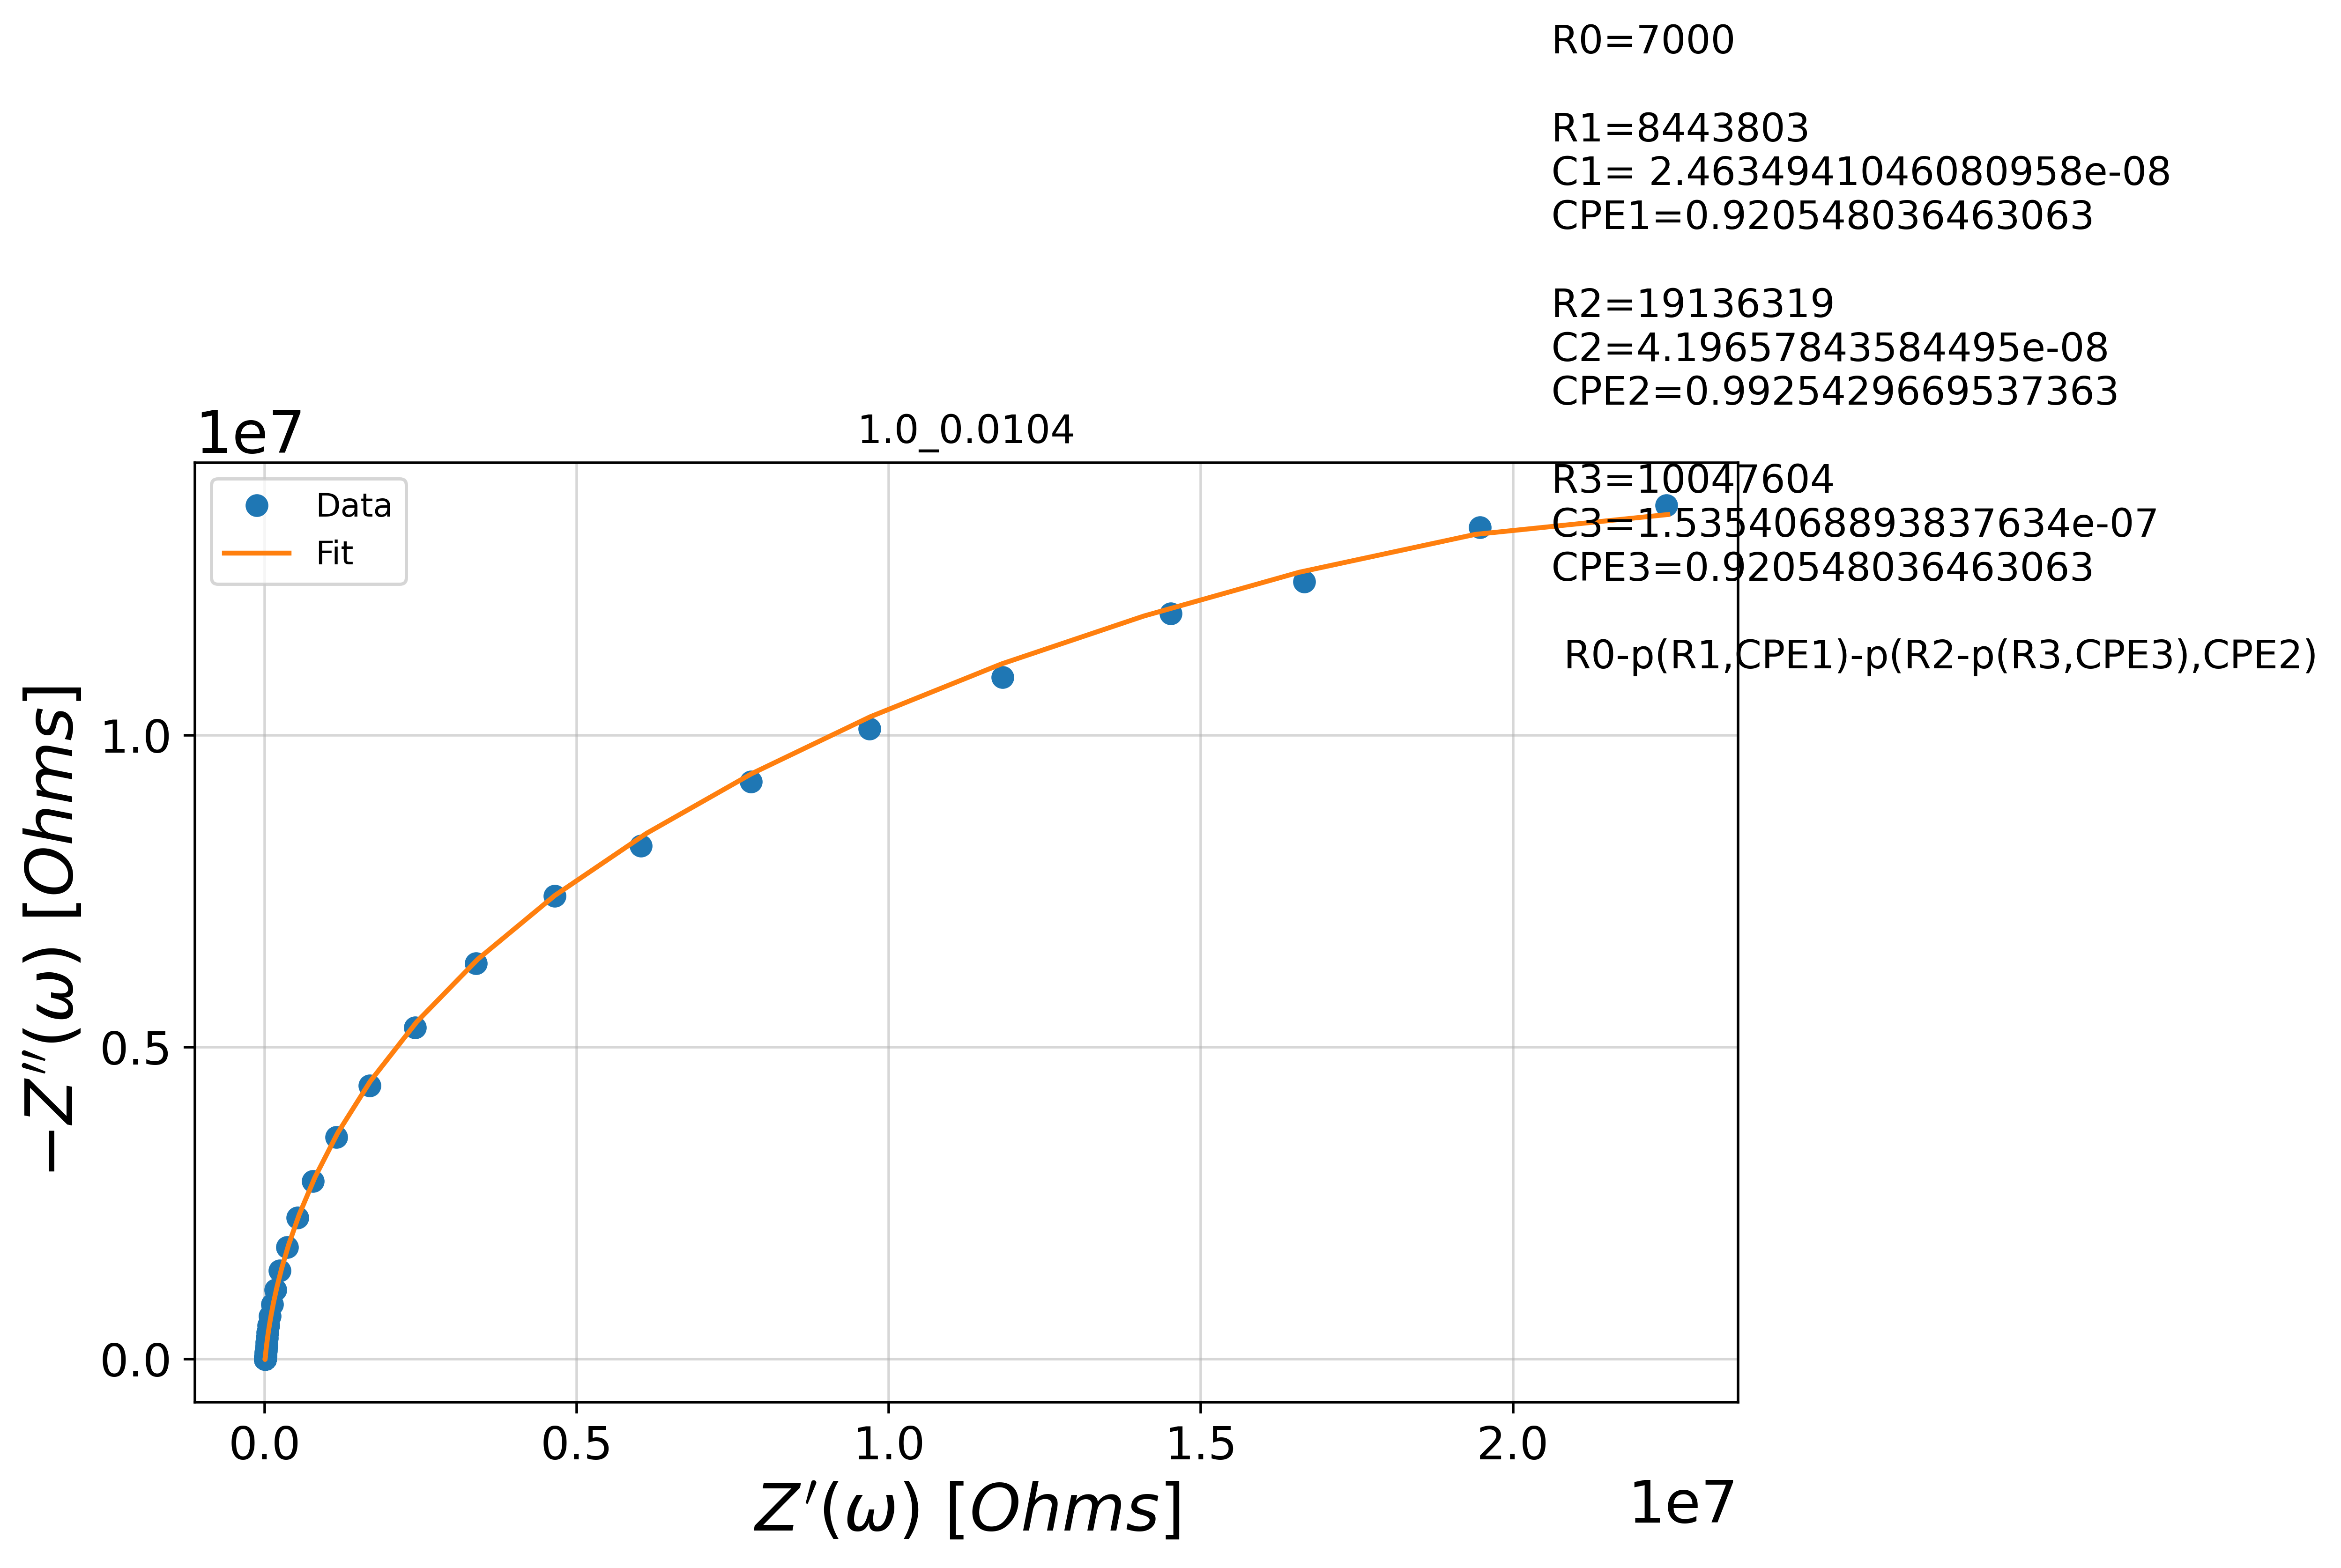 R0=7000
R1=8443803
C1= 2.4634941046080958e-08
CPE1=0.920548036463063
R2=19136319
C2=4.19657843584495e-08
CPE2=0.9925429669537363
1e7
1.0_0.0104
R3=10047604
C3=1.5354068893837634e-07
CPE3=0.920548036463063
R0-p(R1,CPE1)-p(R2-p(R3,CPE3),CPE2)
Data
Fit
−Z′′(ω) [Ohms]
1.0
0.5
0.0
0.0 0.5 1.0 1.5 2.0
Z′(ω) [Ohms]
1e7